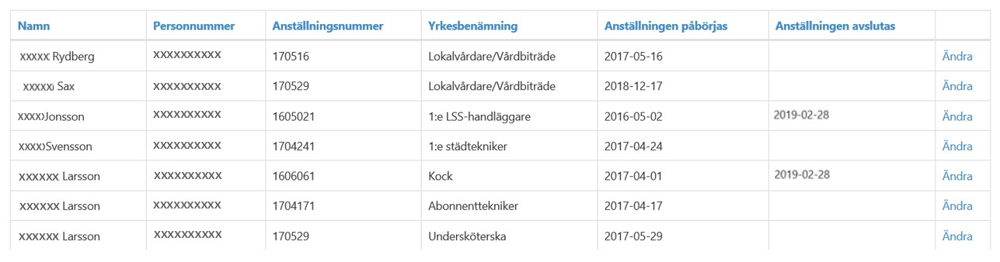 Namn Personnummer Anställningsnummer Yrkesbenämning Anställningen påbörjas Anställningen avslutas
xxxxx Rydberg xxxxxxxxxx 170516 Lokalvårdare/Vårdbiträde 2017-05-16 Ändra
xxxxx Sax xxxxxxxxxx 170529 Lokalvårdare/Vårdbiträde 2018-12-17 Ändra
xxxx Jonsson xxxxxxxxxx 1605021 1:e LSS-handläggare 2016-05-02 2019-02-28 Ändra
xxxx Svensson xxxxxxxxxx 1704241 1:e städtekniker 2017-04-24 Ändra
xxxxxx Larsson xxxxxxxxxx 1606061 Kock 2017-04-01 2019-02-28 Ändra
xxxxxx Larsson xxxxxxxxxx 1704171 Abonnenttekniker 2017-04-17 Ändra
xxxxxx Larsson xxxxxxxxxx 170529 Undersköterska 2017-05-29 Ändra